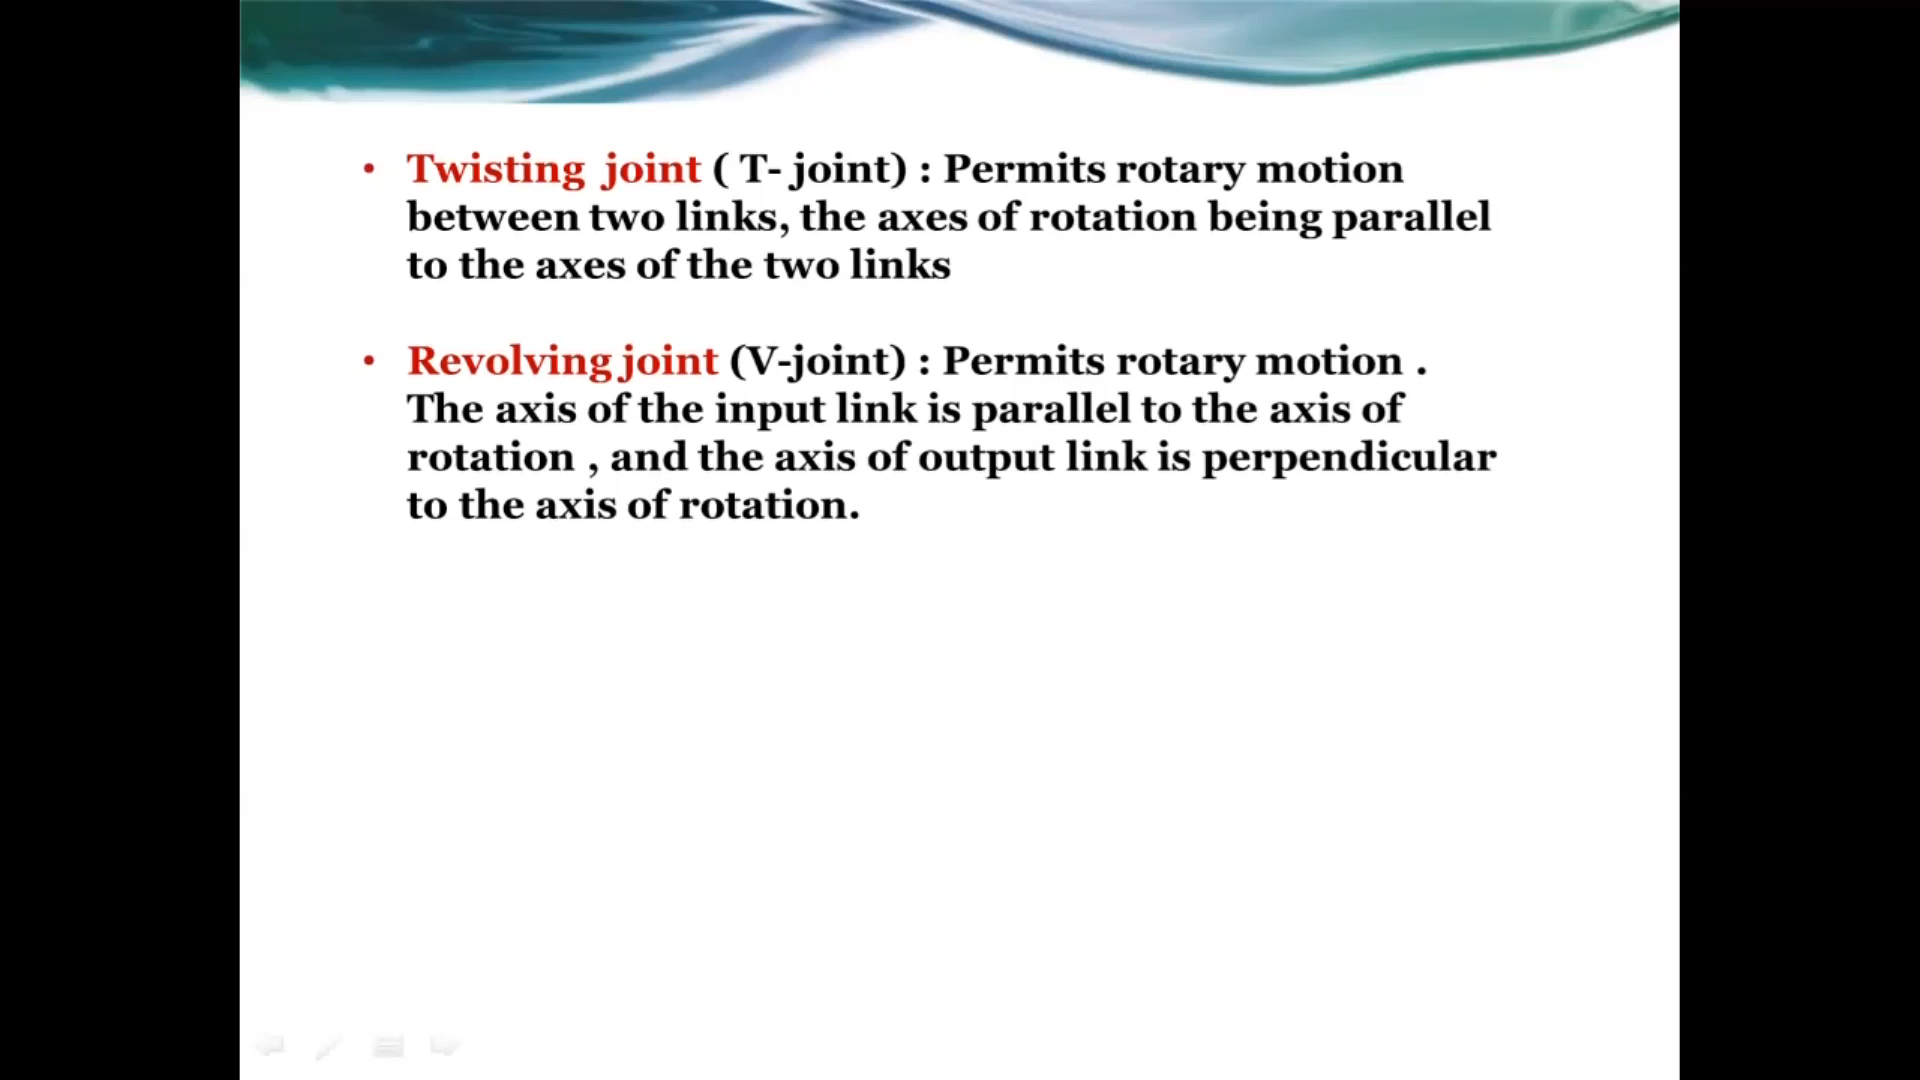 • Twisting joint ( T- joint) : Permits rotary motion
between two links, the axes of rotation being parallel
to the axes of the two links
• Revolving joint (V-joint) : Permits rotary motion .
The axis of the input link is parallel to the axis of
rotation , and the axis of output link is perpendicular
to the axis of rotation.